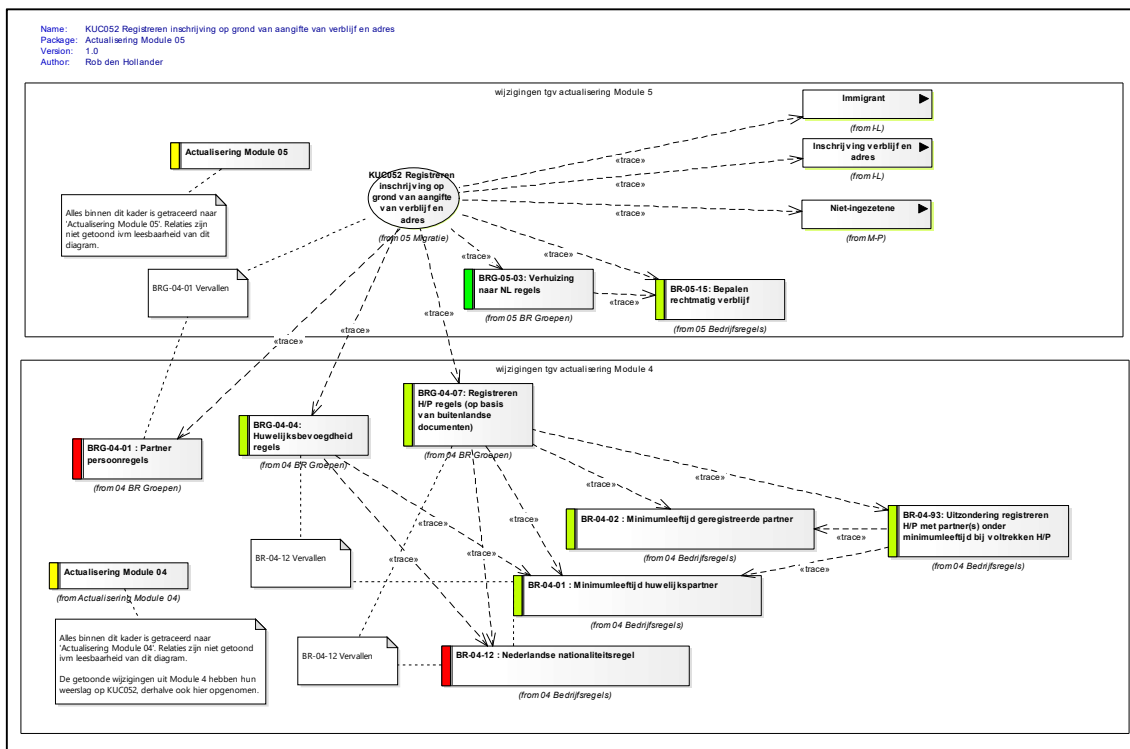 Name: KUC052 Registreren inschrijving op grond van aangifte van verblijf en adres
Package: Actualisering Module 05
Version: 1.0
Author: Rob den Hollander
wijzigingen tgv actualisering Module 5
Immigrant
(from I-L)
Inschrijving verblijf en
adres
(from I-L)
Niet-ingezetene
(from M-P)
«trace»
«trace»
«trace»
Actualisering Module 05
Alles binnen dit kader is getraceerd naar
'Actualisering Module 05'. Relaties zijn
niet getoond ivm leesbaarheid van dit
diagram.
KUC052 Registreren
inschrijving op
grond van aangifte
van verblijf en
adres
(from 05 Migratie)
BRG-04-01 Vervallen
«trace»
«trace»
BRG-05-03: Verhuizing
naar NL regels
(from 05 BR Groepen)
«trace»
BR-05-15: Bepalen
rechtmatig verblijf
(from 05 Bedrijfsregels)
«trace»
«trace»
«trace»
wijzigingen tgv actualisering Module 4
BRG-04-07: Registreren
H/P regels (op basis
van buitenlandse
documenten)
(from 04 BR Groepen)
BRG-04-04:
Huwelijksbevoegdheid
regels
(from 04 BR Groepen)
BRG-04-01 : Partner
persoonregels
(from 04 BR Groepen)
«trace»
«trace»
BR-04-02 : Minimumleeftijd geregistreerde partner
(from 04 Bedrijfsregels)
BR-04-93: Uitzondering registreren
H/P met partner(s) onder
minimumleeftijd bij voltrekken H/P
(from 04 Bedrijfsregels)
«trace»
«trace»
«trace»
«trace»
«trace»
BR-04-12 Vervallen
Actualisering Module 04
(from Actualisering Module 04)
BR-04-01 : Minimumleeftijd huwelijkspartner
(from 04 Bedrijfsregels)
Alles binnen dit kader is getraceerd naar
'Actualisering Module 04'. Relaties zijn niet getoond
ivm leesbaarheid van dit diagram.
De getoonde wijzigingen uit Module 4 hebben hun
weerslag op KUC052, derhalve ook hier opgenomen.
BR-04-12 Vervallen
BR-04-12 : Nederlandse nationaliteitsregel
(from 04 Bedrijfsregels)